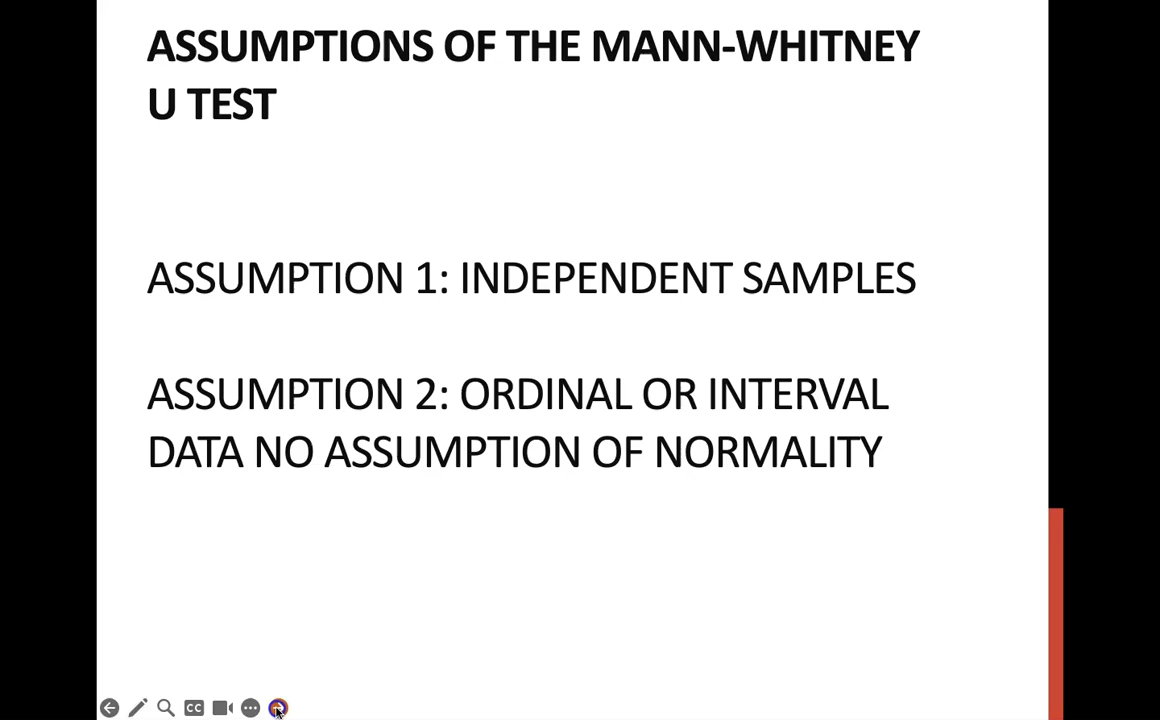 ASSUMPTIONS OF THE MANN-WHITNEY
U TEST
ASSUMPTION 1: INDEPENDENT SAMPLES
ASSUMPTION 2: ORDINAL OR INTERVAL
DATA NO ASSUMPTION OF NORMALITY
CC